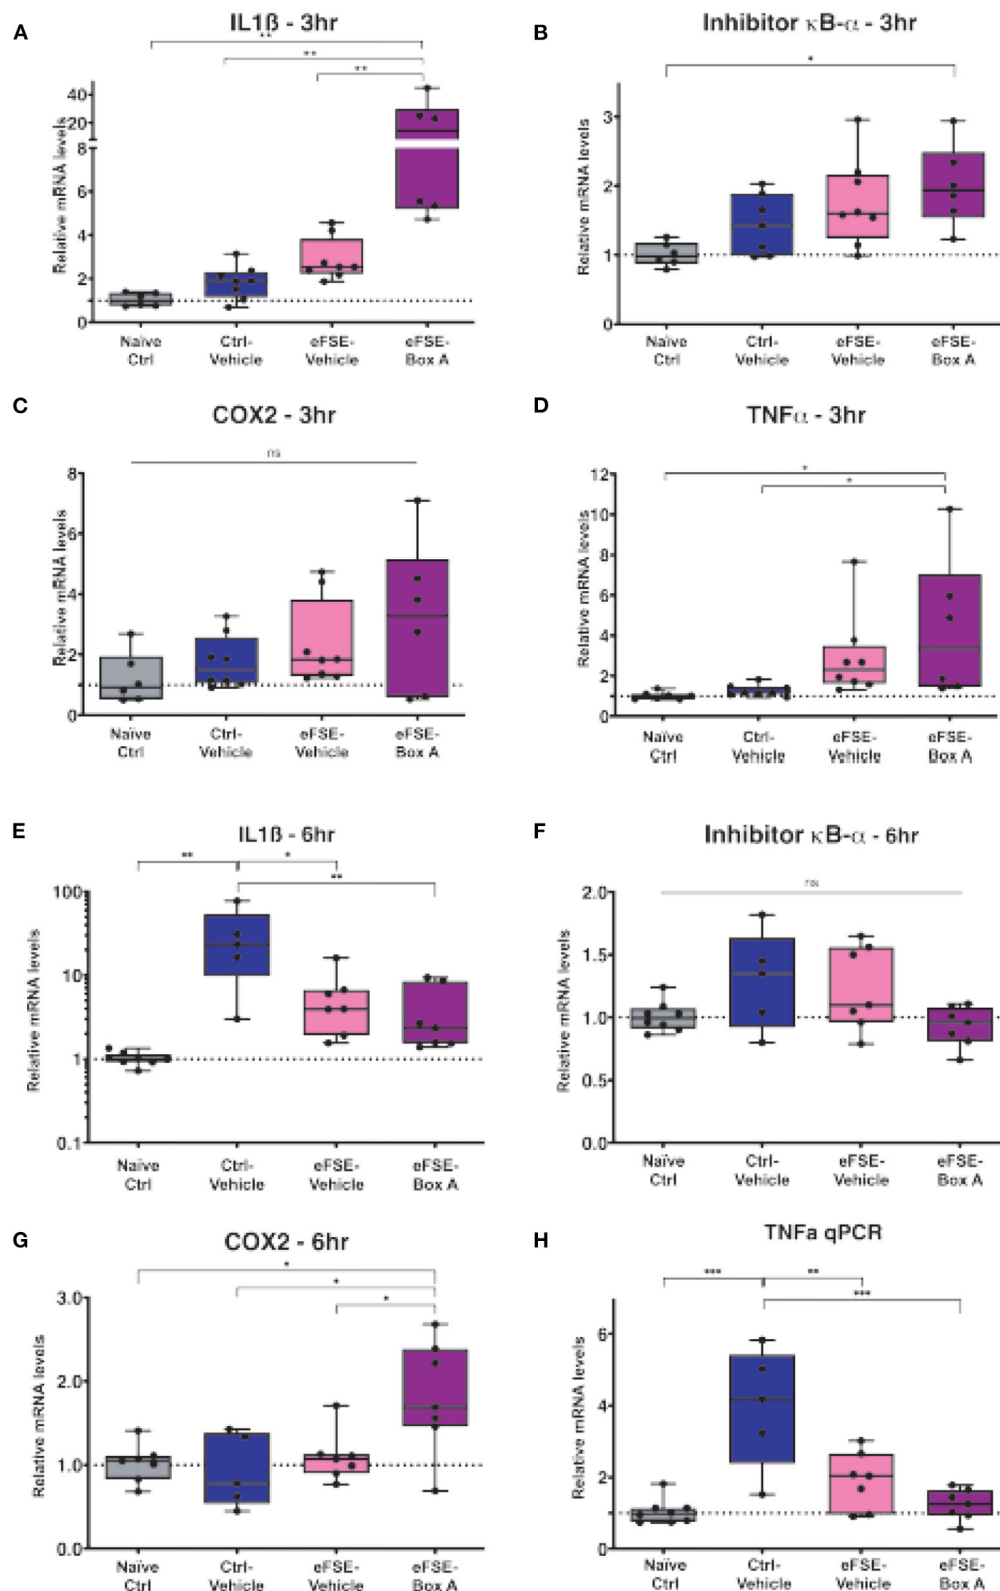 A
IL1ß - 3hr
**
**
**
Relative mRNA levels
40
20
8
6
4
2
0
Naïve Ctrl
Ctrl-Vehicle
eFSE-Vehicle
eFSE-Box A
B
Inhibitor κB-α - 3hr
*
Relative mRNA levels
3
2
1
0
Naïve Ctrl
Ctrl-Vehicle
eFSE-Vehicle
eFSE-Box A
C
COX2 - 3hr
ns
Relative mRNA levels
8
6
4
2
0
Naïve Ctrl
Ctrl-Vehicle
eFSE-Vehicle
eFSE-Box A
D
TNFα - 3hr
*
*
Relative mRNA levels
12
10
8
6
4
2
0
Naïve Ctrl
Ctrl-Vehicle
eFSE-Vehicle
eFSE-Box A
E
IL1ß - 6hr
** *
**
Relative mRNA levels
100
10
1
0.1
Naïve Ctrl
Ctrl-Vehicle
eFSE-Vehicle
eFSE-Box A
F
Inhibitor κB-α - 6hr
ns
Relative mRNA levels
2.0
1.5
1.0
0.5
0.0
Naïve Ctrl
Ctrl-Vehicle
eFSE-Vehicle
eFSE-Box A
G
COX2 - 6hr
*
*
*
Relative mRNA levels
3.0
2.0
1.0
0.0
Naïve Ctrl
Ctrl-Vehicle
eFSE-Vehicle
eFSE-Box A
H
TNFa qPCR
*** **
***
Relative mRNA levels
6
4
2
0
Naïve Ctrl
Ctrl-Vehicle
eFSE-Vehicle
eFSE-Box A